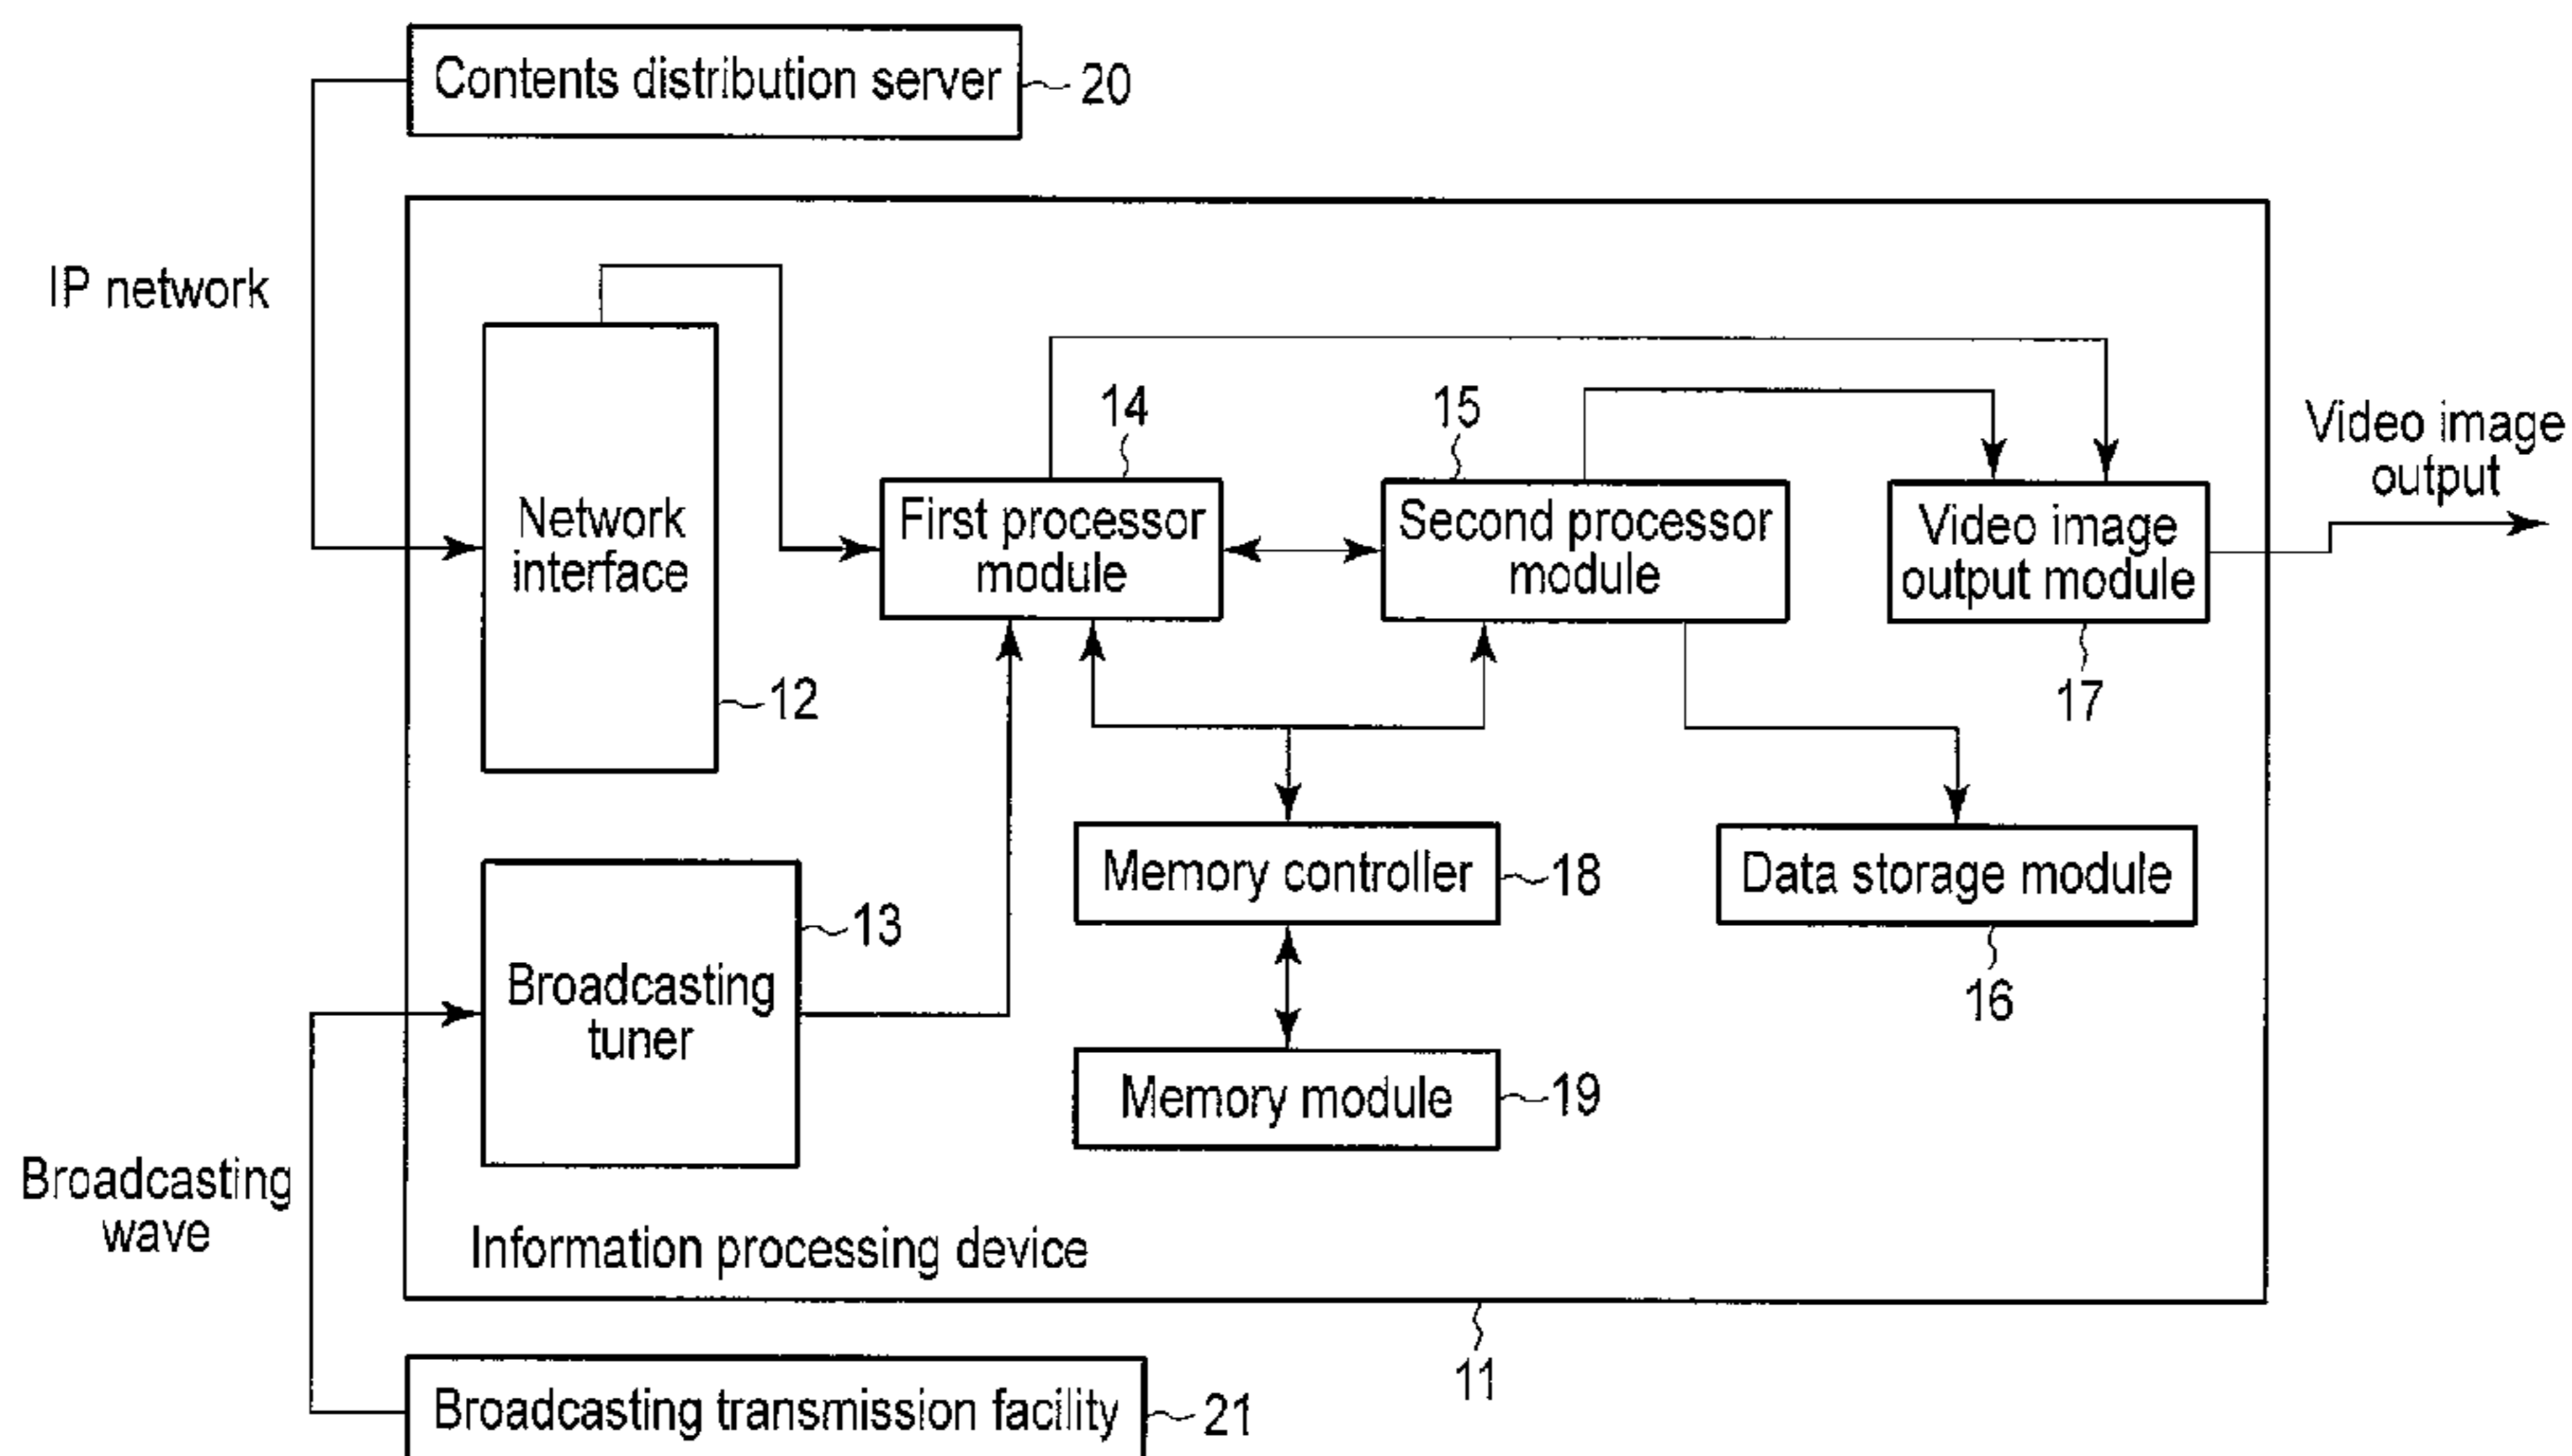 Contents distribution server
20
IP network
Network
interface
12
14
First processor
module
15
Second processor
module
Video image
output module
17
Video image
output
Memory controller
18
Data storage module
16
13
Broadcasting
tuner
Memory module
19
Broadcasting
wave
Information processing device
11
Broadcasting transmission facility
21